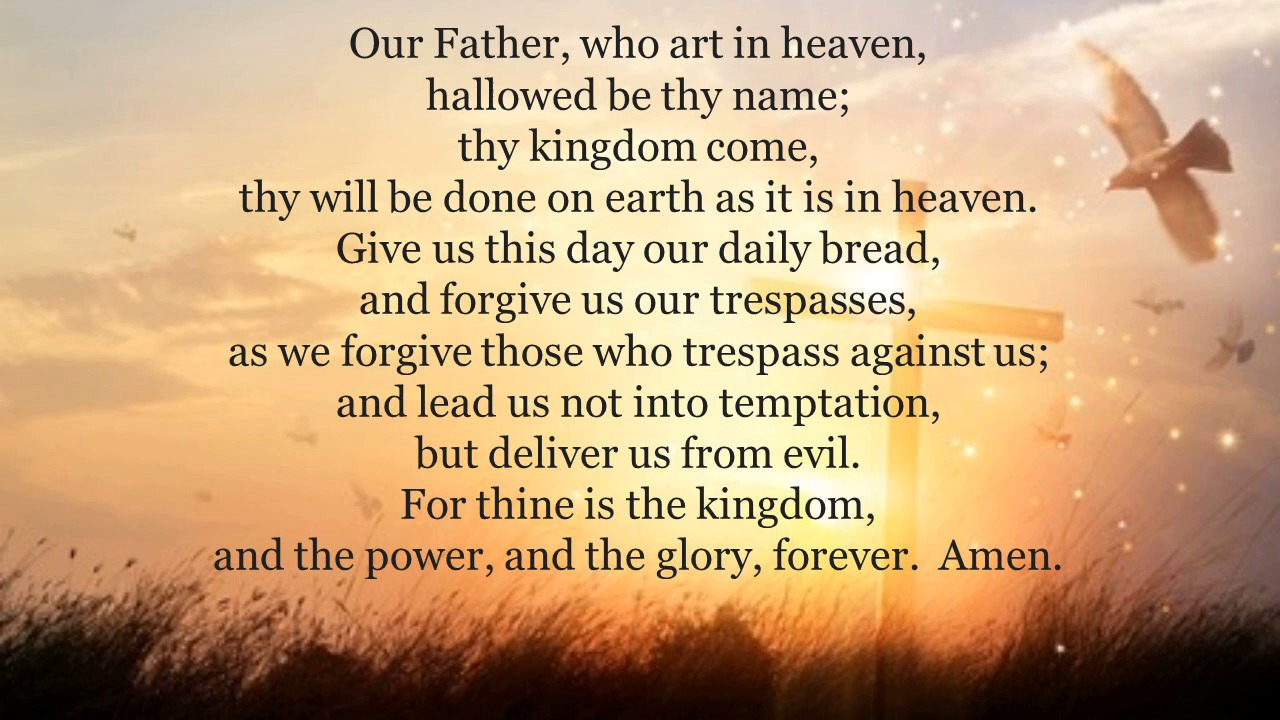 Our Father, who art in heaven,
hallowed be thy name;
thy kingdom come,
thy will be done on earth as it is in heaven.
Give us this day our daily bread,
and forgive us our trespasses,
as we forgive those who trespass against us;
and lead us not into temptation,
but deliver us from evil.
For thine is the kingdom,
and the power, and the glory, forever.  Amen.